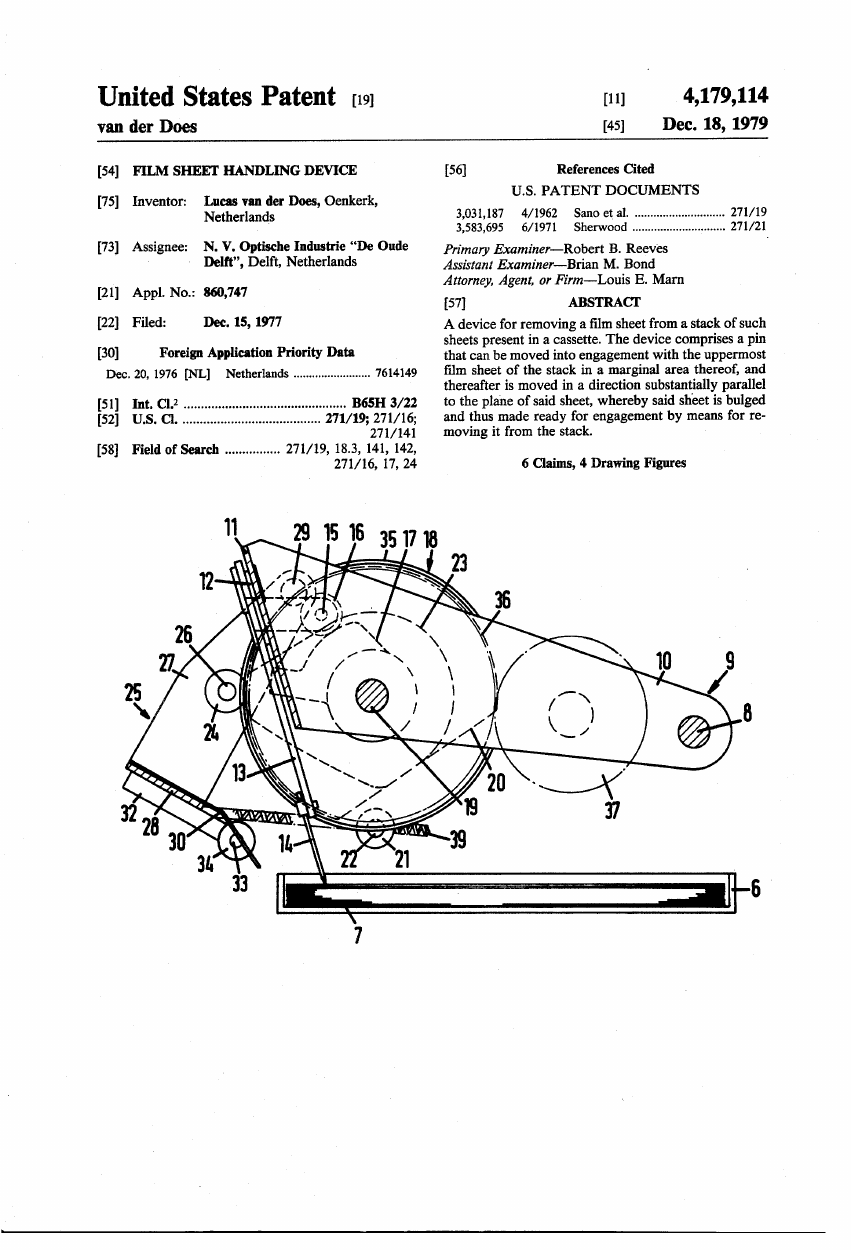 United States Patent [19]
van der Does
[11] 4,179,114
[45] Dec. 18, 1979
[54] FILM SHEET HANDLING DEVICE
[75] Inventor: Lucas van der Does, Oenkerk,
Netherlands
[73] Assignee: N. V. Optische Industrie “De Oude
Delft”, Delft, Netherlands
[21] Appl. No.: 860,747
[22] Filed: Dec. 15, 1977
[30] Foreign Application Priority Data
Dec. 20, 1976 [NL] Netherlands ......................... 7614149
[51] Int. Cl.² ............................................... B65H 3/22
[52] U.S. Cl. ........................................ 271/19; 271/16;
271/141
[58] Field of Search ................ 271/19, 18.3, 141, 142,
271/16, 17, 24
[56] References Cited
U.S. PATENT DOCUMENTS
3,031,187 4/1962 Sano et al. ............................. 271/19
3,583,695 6/1971 Sherwood .............................. 271/21
Primary Examiner—Robert B. Reeves
Assistant Examiner—Brian M. Bond
Attorney, Agent, or Firm—Louis E. Marn
[57] ABSTRACT
A device for removing a film sheet from a stack of such
sheets present in a cassette. The device comprises a pin
that can be moved into engagement with the uppermost
film sheet of the stack in a marginal area thereof, and
thereafter is moved in a direction substantially parallel
to the plane of said sheet, whereby said sheet is bulged
and thus made ready for engagement by means for re-
moving it from the stack.
6 Claims, 4 Drawing Figures
11 29 15 16 35 17 18
12 23
36
26
27 10 9
25
8
24
13
20
32 28 19 37
30 14 39
34 22 21
33
6
7